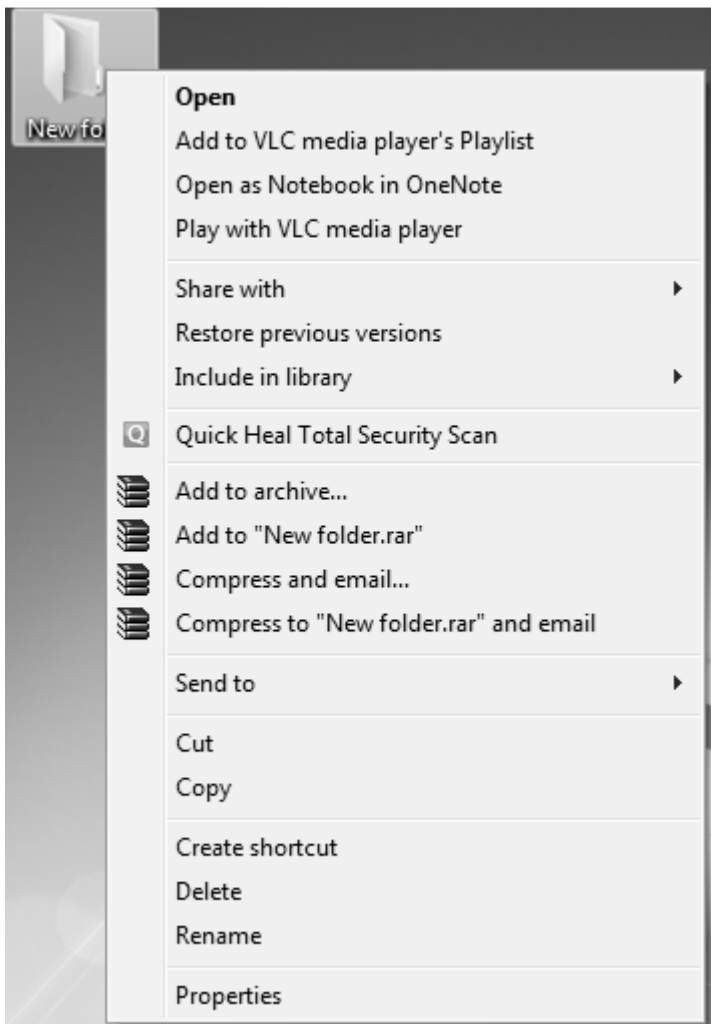 New fo
Open
Add to VLC media player's Playlist
Open as Notebook in OneNote
Play with VLC media player
Share with
Restore previous versions
Include in library
Q Quick Heal Total Security Scan
Add to archive...
Add to "New folder.rar"
Compress and email...
Compress to "New folder.rar" and email
Send to
Cut
Copy
Create shortcut
Delete
Rename
Properties